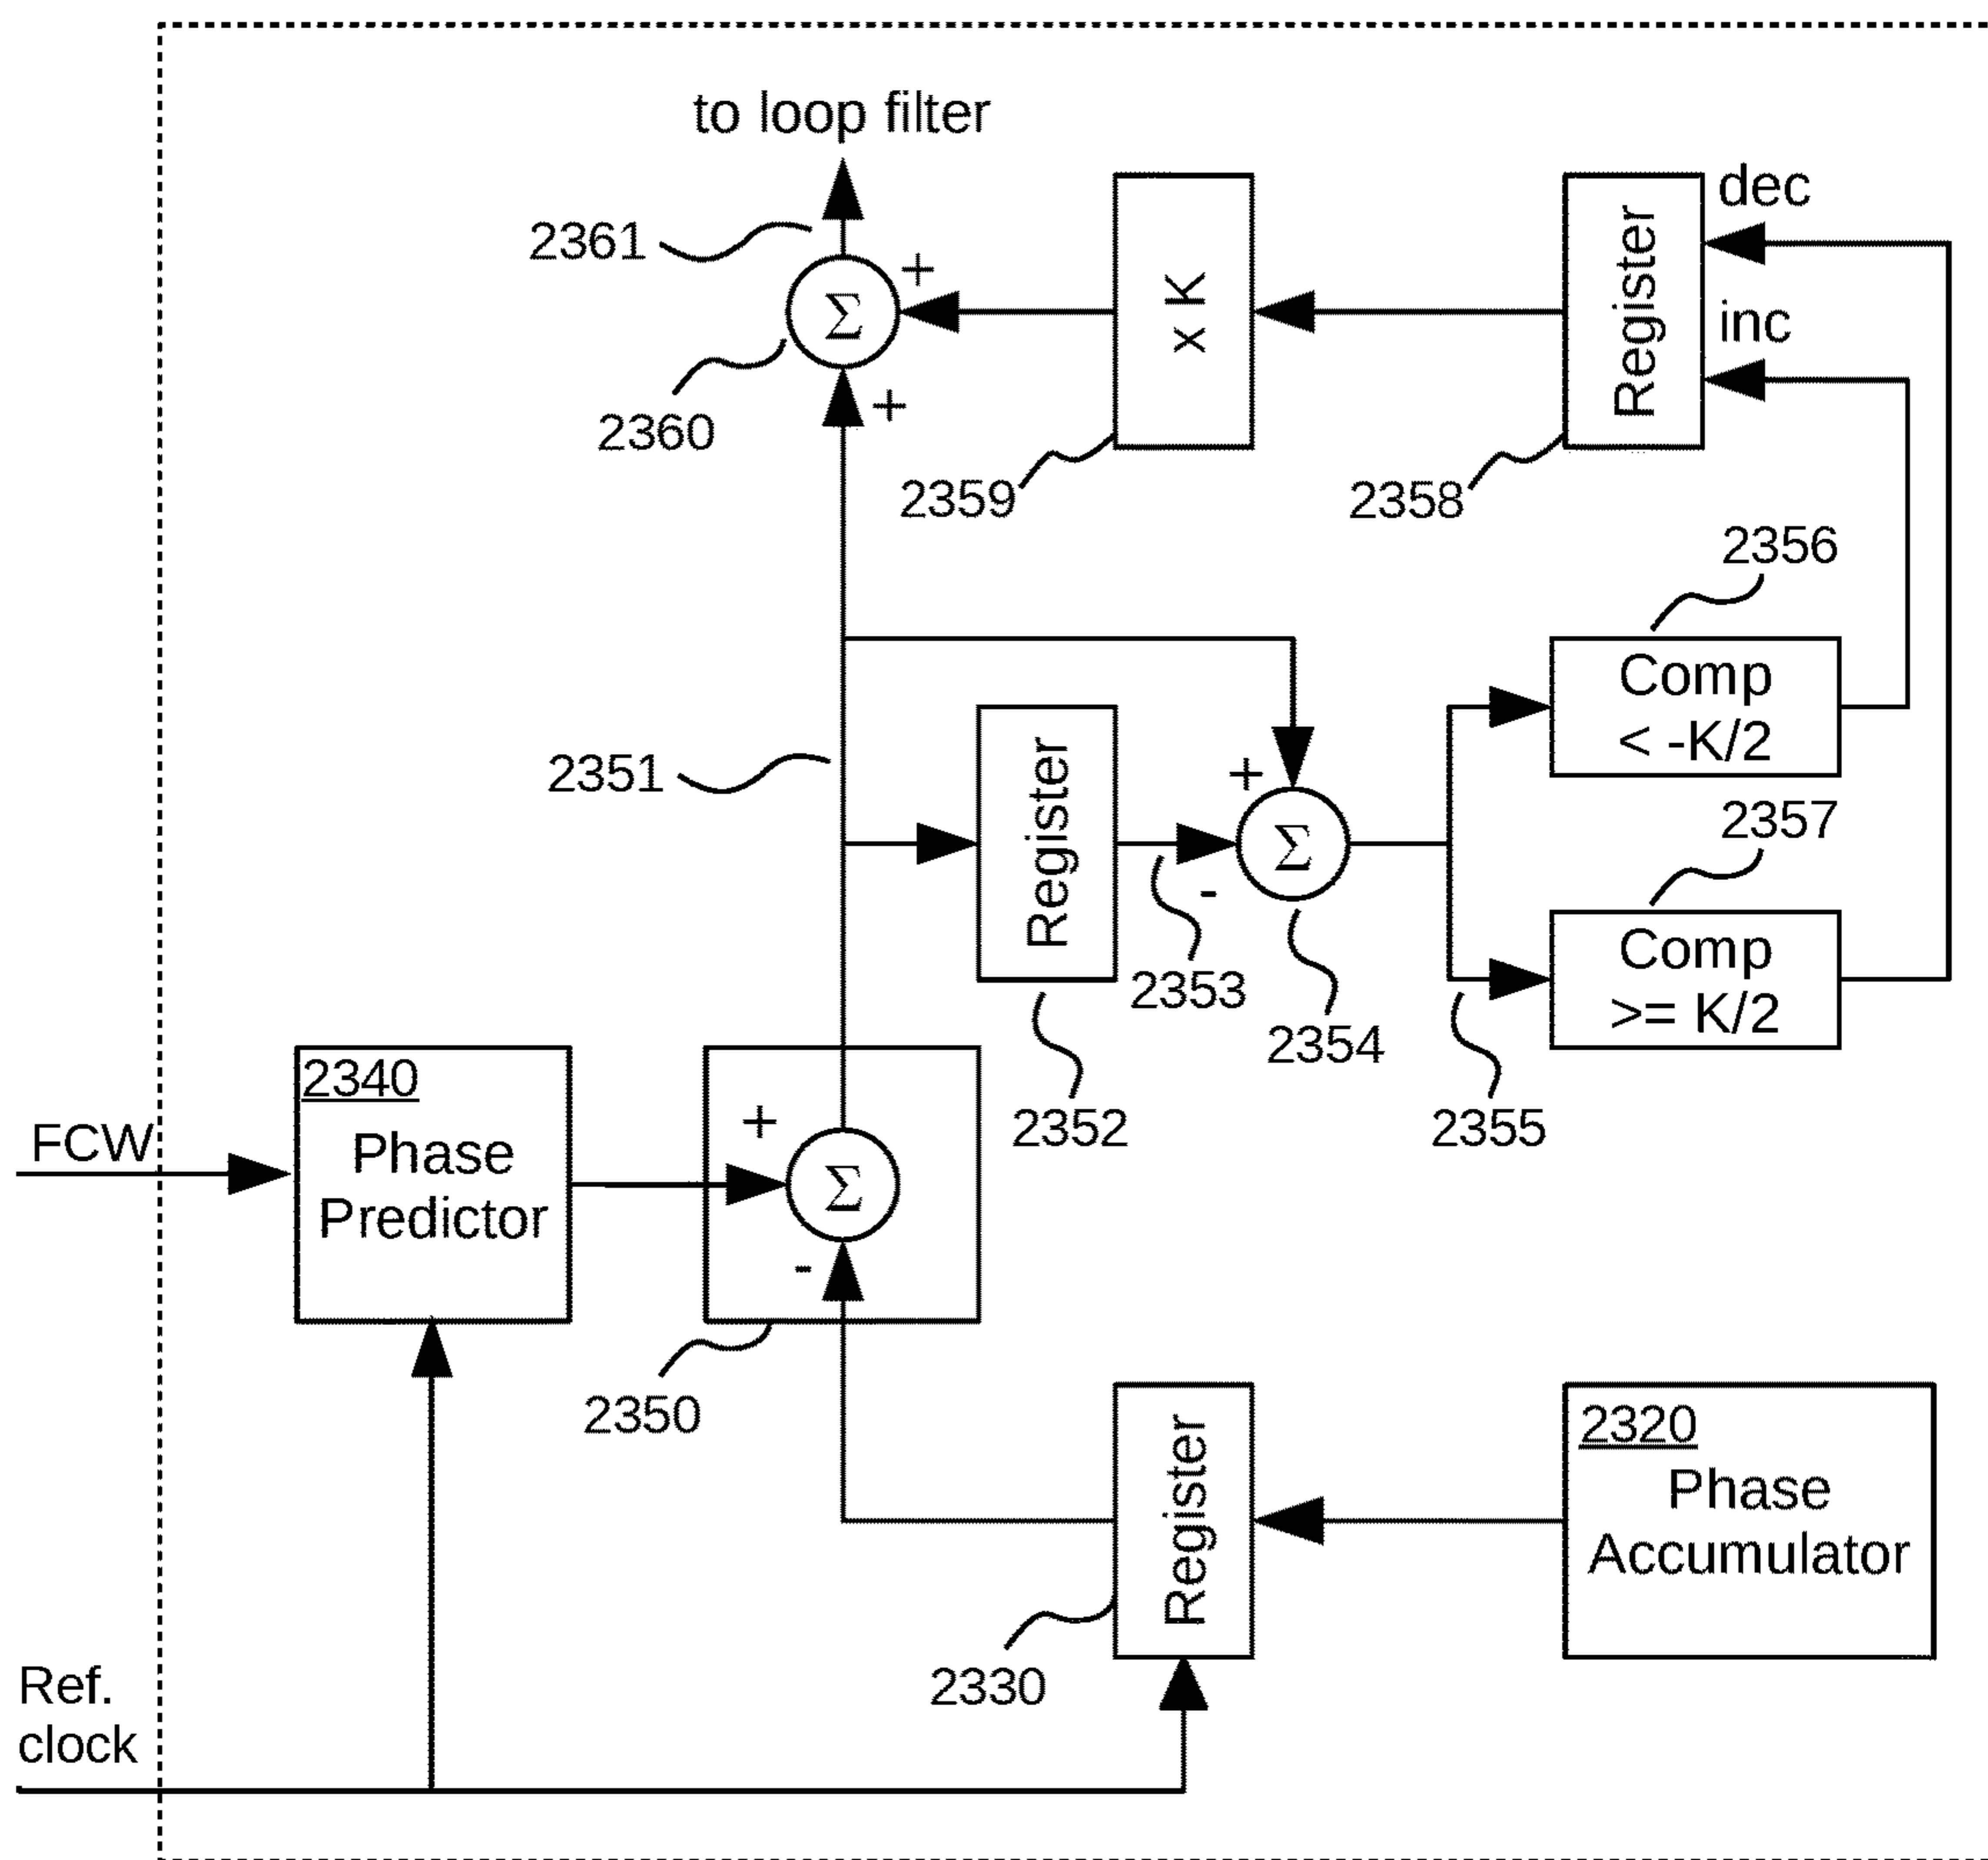 to loop filter
dec
2361
+
Σ
x K
Register
inc
2360
+
2359
2358
2356
Comp
< -K/2
2351
Register
+
Σ
-
2357
Comp
>= K/2
2353
2354
2352
2355
2340
Phase
Predictor
FCW
+
Σ
-
2350
Register
2320
Phase
Accumulator
2330
Ref.
clock